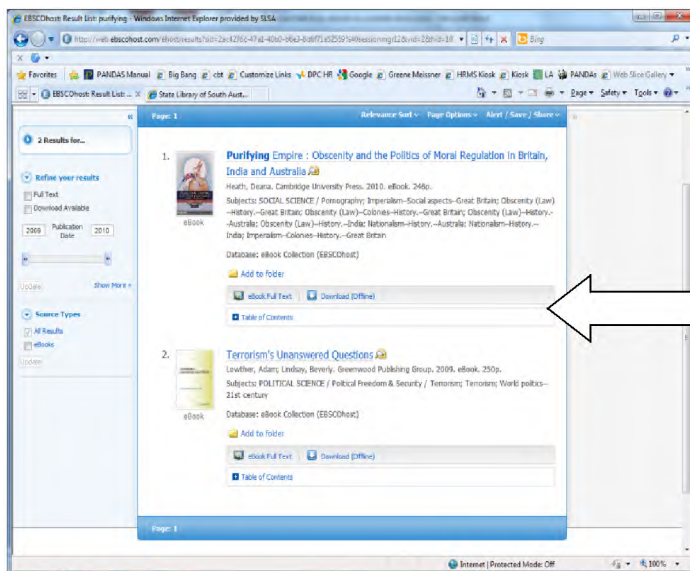 EBSCOhost: Result List: purifying - Windows Internet Explorer provided by SLSA
Bing
Favorites PANDAS Manual Big Bang cbt Customize Links DPC HR Google Greene Meissner HRMS Kiosk Kiosk LA PANDAs Web Slice Gallery
EBSCOhost: Result List: ... State Library of South Aust... Page Safety Tools
Page: 1 Relevance Sort Page Options Alert / Save / Share
2 Results for...
Refine your results
Full Text
Download Available
2009 Publication Date 2010
Update Show More »
Source Types
All Results
eBooks
Update
1. Purifying Empire : Obscenity and the Politics of Moral Regulation in Britain,
India and Australia
Heath, Deana. Cambridge University Press. 2010. eBook. 248p.
Subjects: SOCIAL SCIENCE / Pornography; Imperialism--Social aspects--Great Britain; Obscenity (Law)
--History.--Great Britain; Obscenity (Law)--Colonies--History.--Great Britain; Obscenity (Law)--History.-
-Australia; Obscenity (Law)--History.--India; Nationalism--History.--Australia; Nationalism--History.--
India; Imperialism--Colonies--History.--Great Britain
eBook
Database: eBook Collection (EBSCOhost)
Add to folder
eBook Full Text Download (Offline)
Table of Contents
2. Terrorism's Unanswered Questions
Lowther, Adam; Lindsay, Beverly. Greenwood Publishing Group. 2009. eBook. 250p.
Subjects: POLITICAL SCIENCE / Political Freedom & Security / Terrorism; Terrorism; World politics--
21st century
eBook
Database: eBook Collection (EBSCOhost)
Add to folder
eBook Full Text Download (Offline)
Table of Contents
Page: 1
Internet | Protected Mode: Off 100%